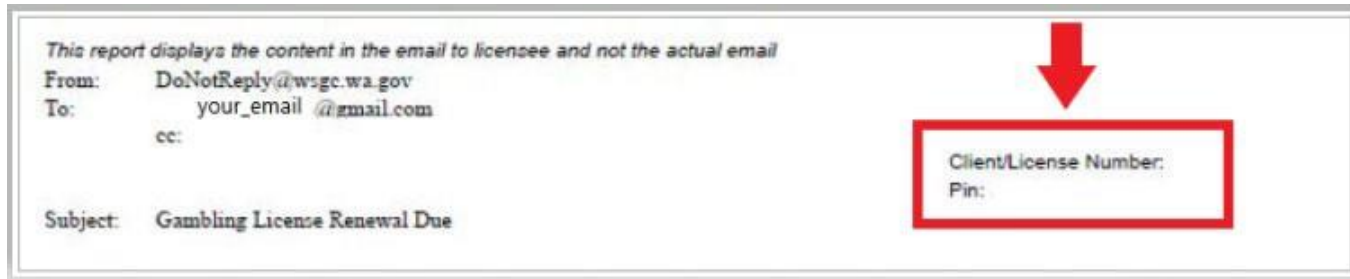 This report displays the content in the email to licensee and not the actual email
From: DoNotReply@wsgc.wa.gov
To: your_email @gmail.com
cc:
Client/License Number:
Pin:
Subject: Gambling License Renewal Due